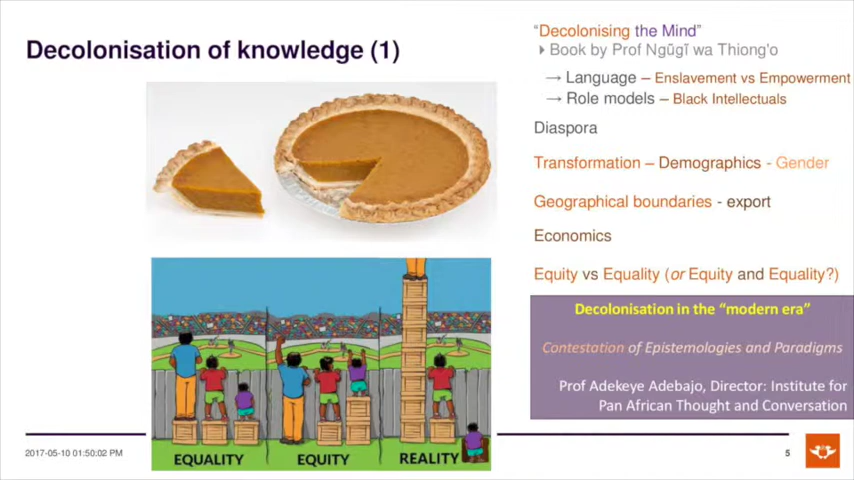 Decolonisation of knowledge (1)
“Decolonising the Mind”
Book by Prof Ngũgĩ wa Thiong'o
→ Language – Enslavement vs Empowerment
→ Role models – Black Intellectuals
Diaspora
Transformation – Demographics - Gender
Geographical boundaries - export
Economics
Equity vs Equality (or Equity and Equality?)
Decolonisation in the “modern era”
Contestation of Epistemologies and Paradigms
Prof Adekeye Adebajo, Director: Institute for
Pan African Thought and Conversation
EQUALITY EQUITY REALITY
2017-05-10 01:50:02 PM
5